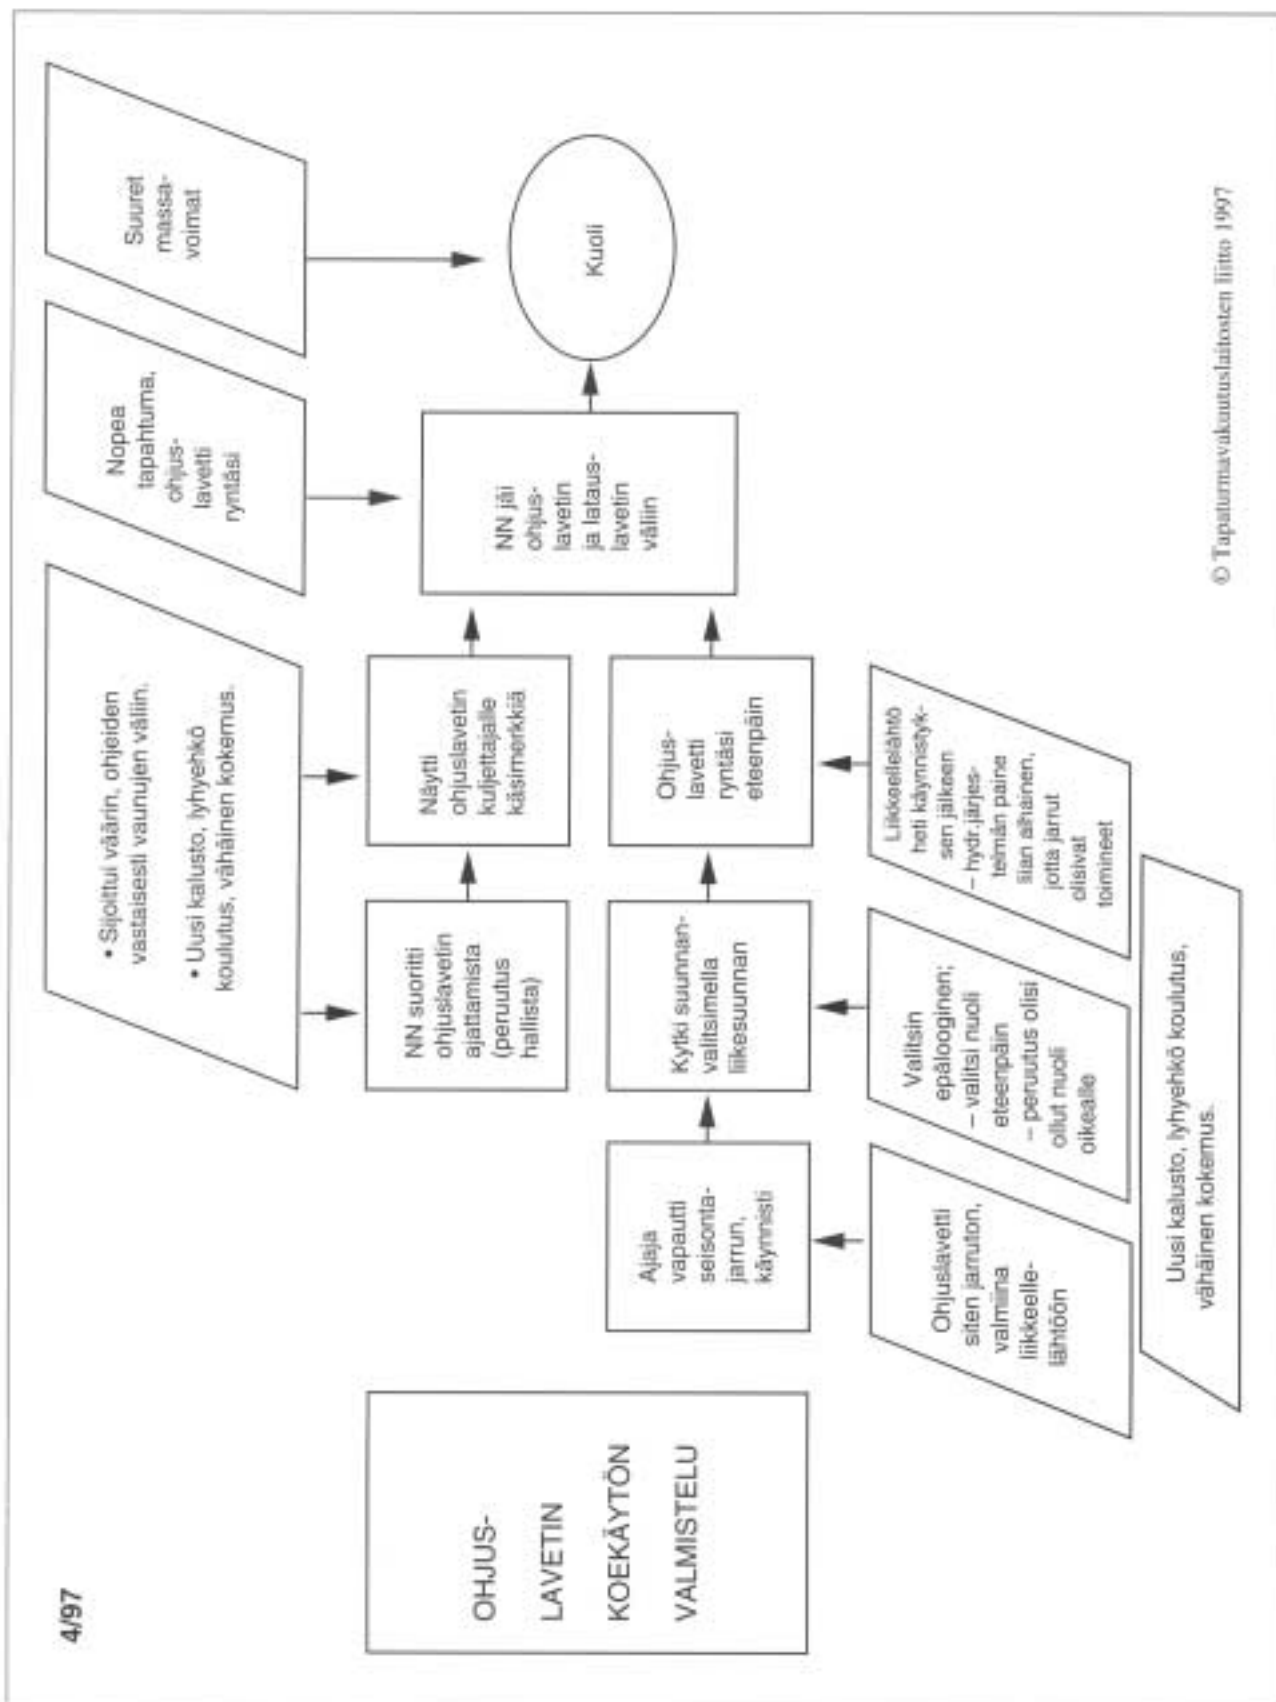 4/97
OHJUS-
LAVETIN
KOEKÄYTÖN
VALMISTELU
• Sijoittui väärin, ohjeiden
vastaisesti vaunujen väliin.
• Uusi kalusto, lyhyehkö
koulutus, vähäinen kokemus.
Nopea
tapahtuma,
ohjus-
lavetti
ryntäsi
Suuret
massa-
voimat
NN suoritti
ohjuslavetin
ajattamista
(peruutus
hallista)
Näytti
ohjuslavetin
kuljettajalle
käsimerkkiä
NN jäi
ohjus-
lavetin
ja lataus-
lavetin
väliin
Kuoli
Ajaja
vapautti
seisonta-
jarrun,
käynnisti
Kytki suunnan-
valitsimella
liikesuunnan
Ohjus-
lavetti
ryntäsi
eteenpäin
Ohjuslavetti
siten jarruton,
valmiina
liikkeelle-
lähtöön
Valitsin
epälooginen;
– valitsi nuoli
eteenpäin
– peruutus olisi
ollut nuoli
oikealle
Liikkeellelähtö
heti käynnistyk-
sen jälkeen
– hydr.järjes-
telmän paine
liian alhainen,
jotta jarrut
olisivat
toimineet
Uusi kalusto, lyhyehkö koulutus,
vähäinen kokemus.
© Tapaturmavakuutuslaitosten liitto 1997